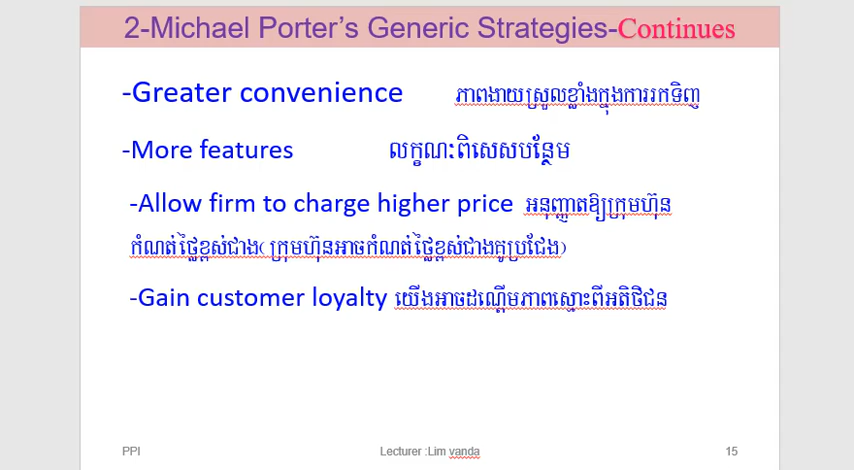 2-Michael Porter's Generic Strategies-Continues
-Greater convenience ភាពងាយស្រួលខ្លាំងក្នុងការរកទិញ
-More features លក្ខណៈពិសេសបន្ថែម
-Allow firm to charge higher price អនុញ្ញាតឱ្យក្រុមហ៊ុន
កំណត់ថ្លៃខ្ពស់ជាង( ក្រុមហ៊ុនអាចកំណត់ថ្លៃខ្ពស់ជាងគូប្រជែង)
-Gain customer loyalty យើងអាចដណ្តើមភាពស្មោះពីអតិថិជន
PPI Lecturer :Lim vanda 15